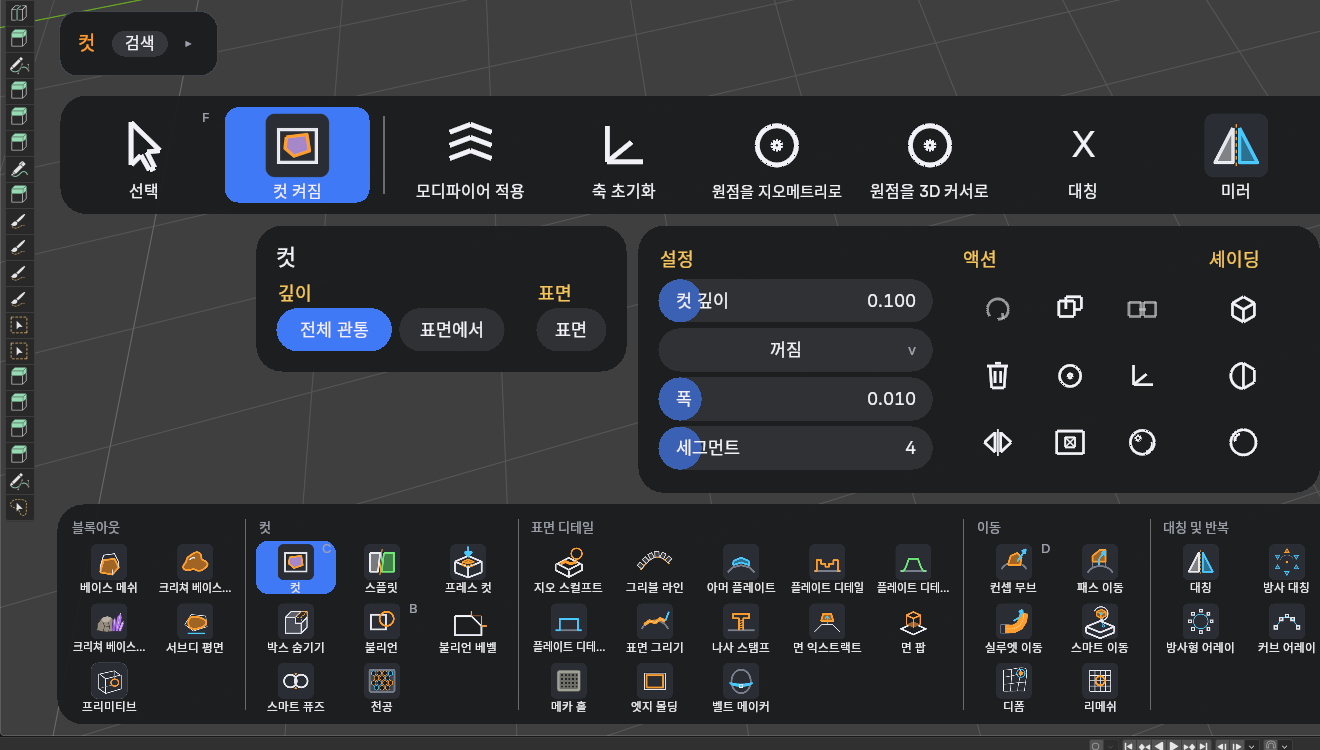 컷 검색 ▸
F
선택 컷 켜짐 모디파이어 적용 축 초기화 원점을 지오메트리로 원점을 3D 커서로 X 대칭 미러
컷
깊이 표면
전체 관통 표면에서 표면
설정 액션 셰이딩
컷 깊이 0.100
꺼짐 v
폭 0.010
세그먼트 4
블록아웃 컷 표면 디테일 이동 대칭 및 반복
C D
베이스 메쉬 크리쳐 베이스... 컷 스플릿 프레스 컷 지오 스컬프트 그리블 라인 아머 플레이트 플레이트 디테일 플레이트 디테... 컨셉 무브 패스 이동 대칭 방사 대칭
B
크리쳐 베이스... 서브디 평면 박스 숨기기 불리언 불리언 베벨 플레이트 디테... 표면 그리기 나사 스탬프 면 익스트랙트 면 팝 실루엣 이동 스마트 이동 방사형 어레이 커브 어레이
프리미티브 스마트 퓨즈 천공 메카 홀 엣지 몰딩 벨트 메이커 디폼 리메쉬